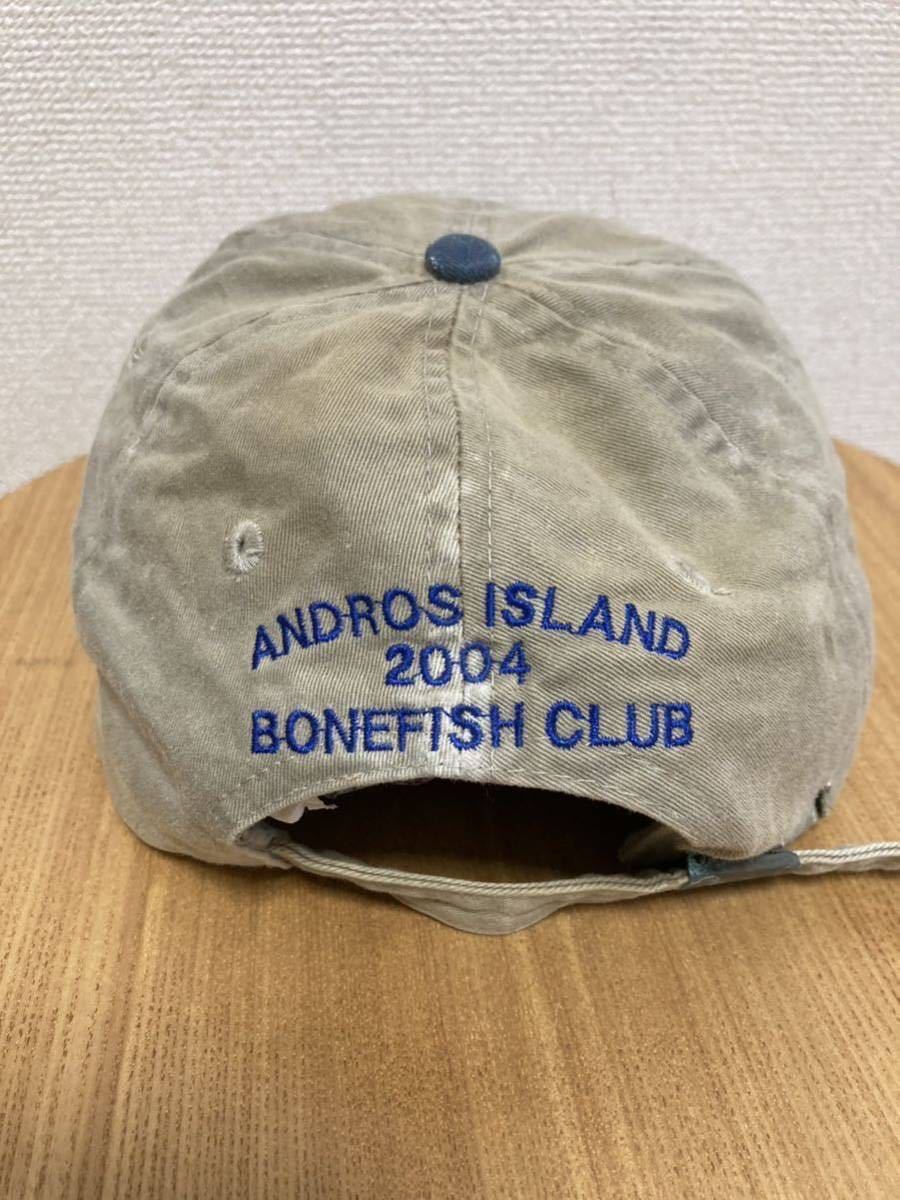 ANDROS ISLAND
2004
BONEFISH CLUB